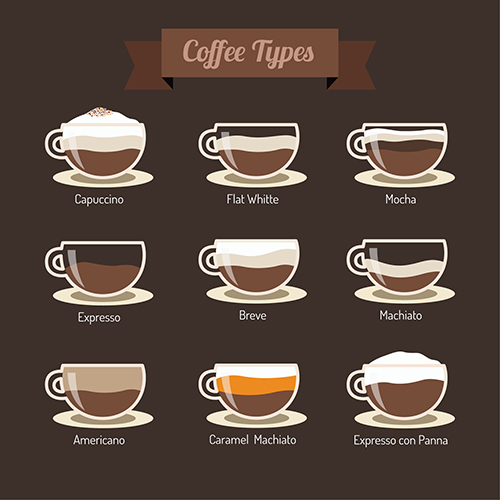 Coffee Types
Capuccino
Flat Whitte
Mocha
Expresso
Breve
Machiato
Americano
Caramel Machiato
Expresso con Panna